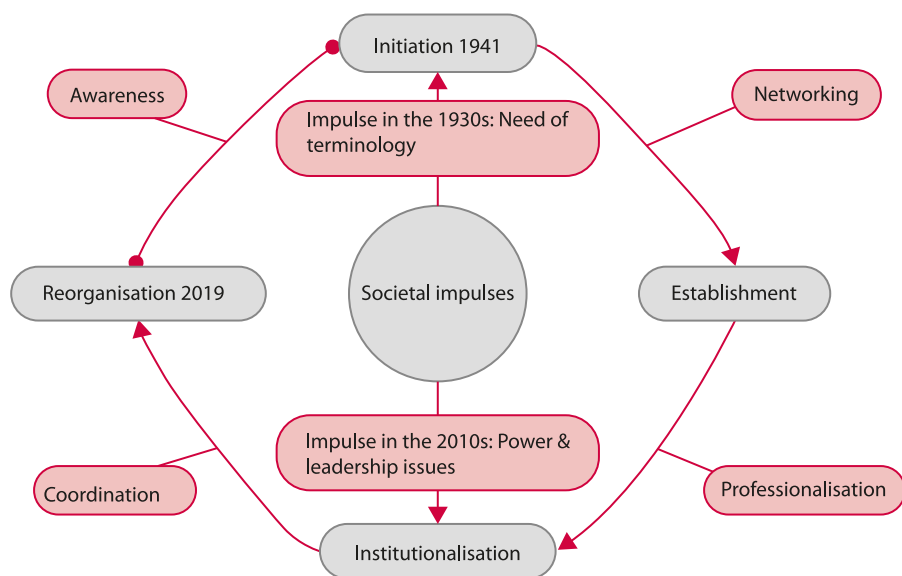 Initiation 1941
Awareness
Networking
Impulse in the 1930s: Need of
terminology
Reorganisation 2019
Societal impulses
Establishment
Impulse in the 2010s: Power &
leadership issues
Coordination
Professionalisation
Institutionalisation